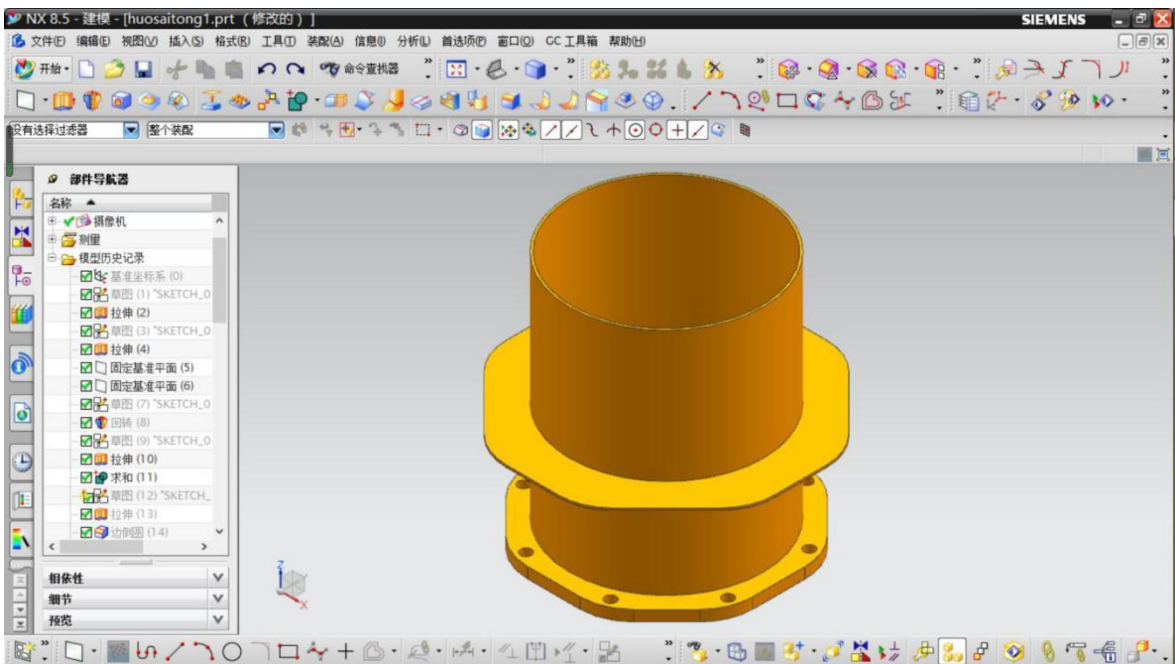 NX 8.5 - 建模 - [huosaitong1.prt （修改的） ]
SIEMENS
文件(F) 编辑(E) 视图(V) 插入(S) 格式(R) 工具(T) 装配(A) 信息(I) 分析(L) 首选项(P) 窗口(O) GC 工具箱 帮助(H)
开始 命令查找器
没有选择过滤器 整个装配
部件导航器
名称
摄像机
测量
模型历史记录
基准坐标系 (0)
草图 (1) "SKETCH_0
拉伸 (2)
草图 (3) "SKETCH_0
拉伸 (4)
固定基准平面 (5)
固定基准平面 (6)
草图 (7) "SKETCH_0
回转 (8)
草图 (9) "SKETCH_0
拉伸 (10)
求和 (11)
草图 (12) "SKETCH_
拉伸 (13)
边倒圆 (14)
相依性
细节
预览
Z
X